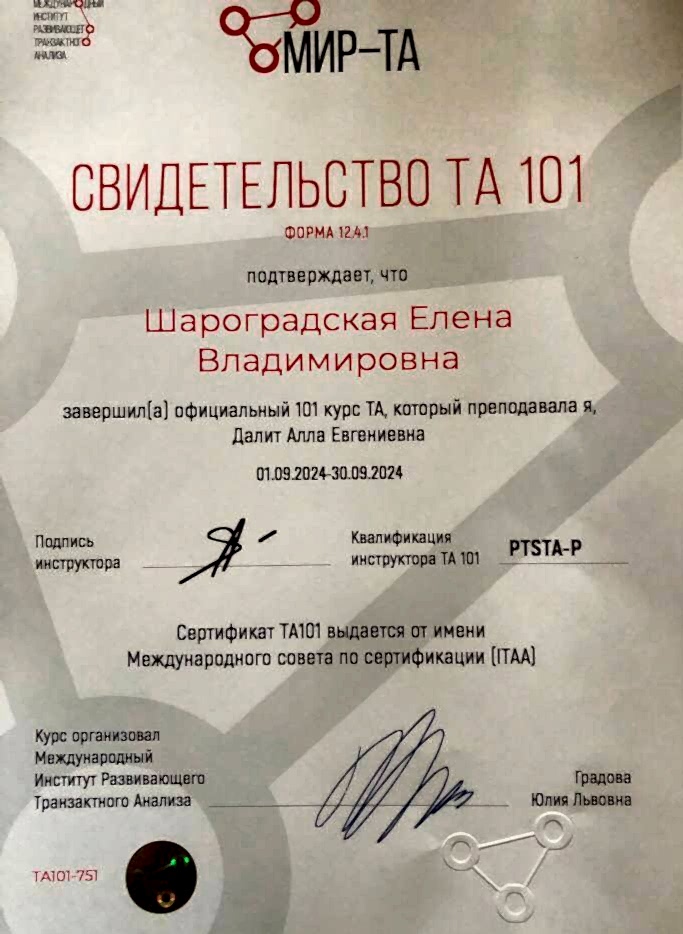 МЕЖДУНАРОДНЫЙ
ИНСТИТУТ
РАЗВИВАЮЩЕГО
ТРАНЗАКТНОГО
АНАЛИЗА
МИР–ТА
СВИДЕТЕЛЬСТВО ТА 101
ФОРМА 12.4.1
подтверждает, что
Шароградская Елена
Владимировна
завершил(а) официальный 101 курс ТА, который преподавала я,
Далит Алла Евгениевна
01.09.2024-30.09.2024
Подпись
инструктора
Квалификация
инструктора ТА 101
PTSTA-P
Сертификат ТА101 выдается от имени
Международного совета по сертификации (ITAA)
Курс организовал
Международный
Институт Развивающего
Транзактного Анализа
Градова
Юлия Львовна
ТА101-751